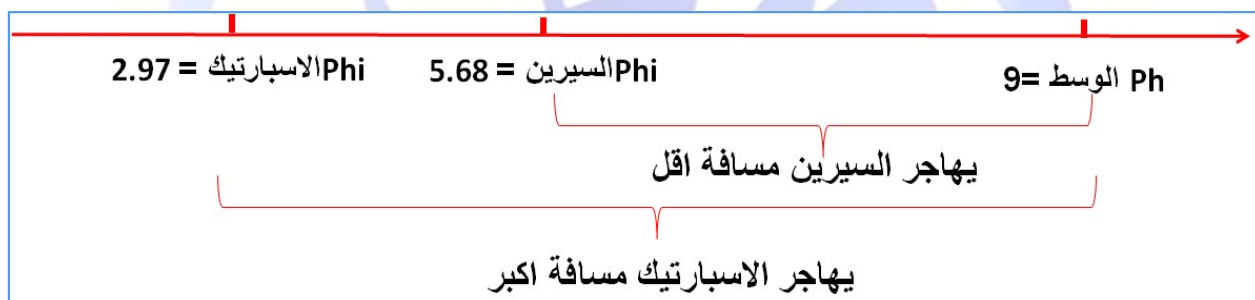 Phiالاسبارتيك = 2.97
Phiالسيرين = 5.68
Ph الوسط =9
يهاجر السيرين مسافة اقل
يهاجر الاسبارتيك مسافة اكبر